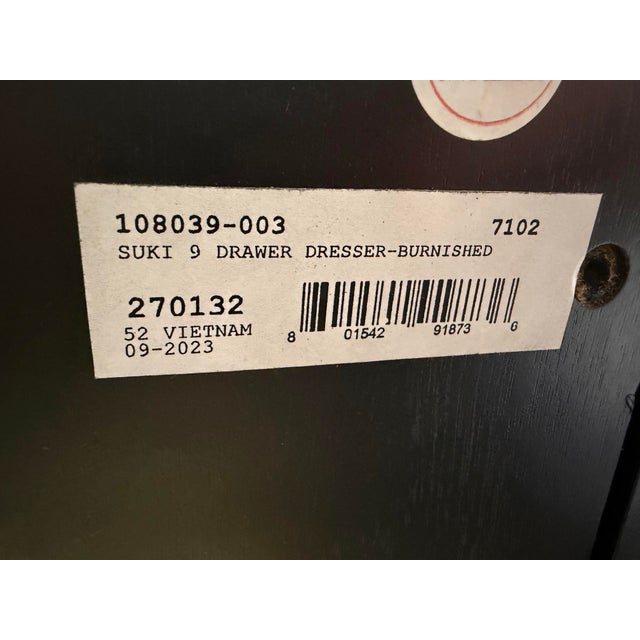 108039-003 7102
SUKI 9 DRAWER DRESSER-BURNISHED
270132
52 VIETNAM
09-2023
8 01542 91873 6